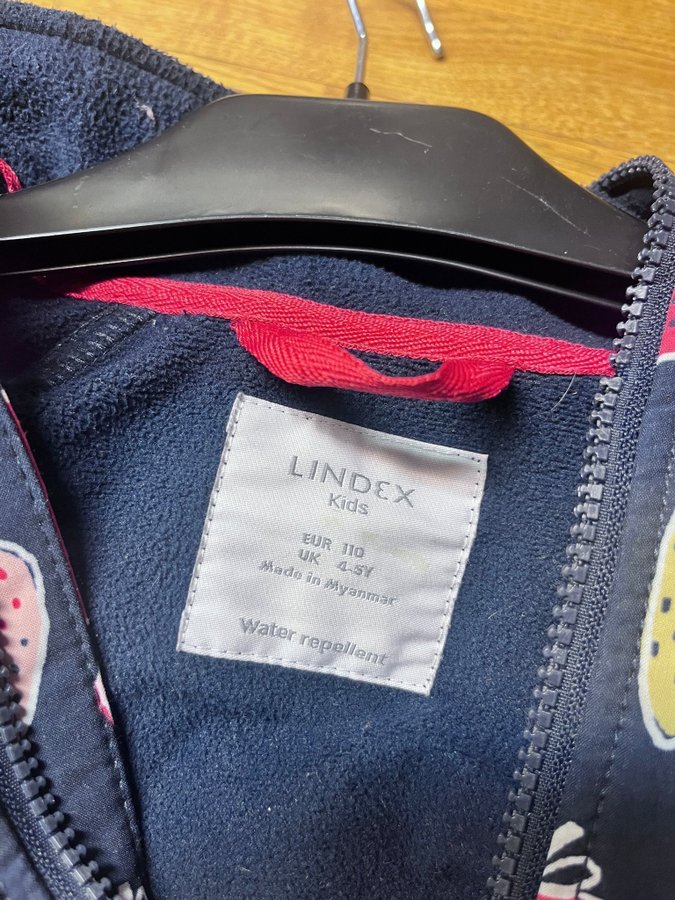 LINDEX
Kids
EUR 110
UK 4-5Y
Made in Myanmar
Water repellent